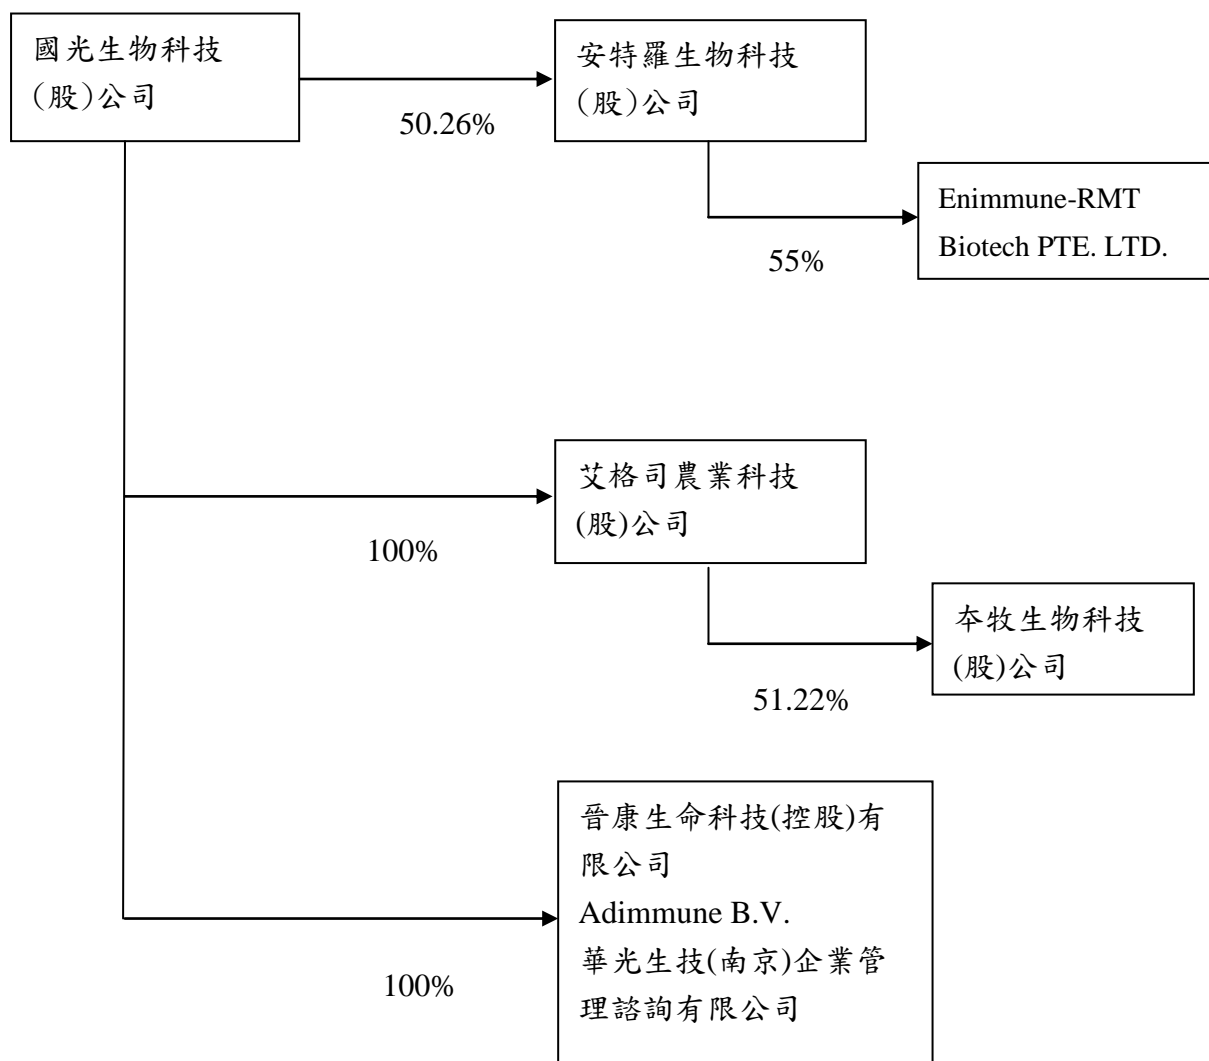 國光生物科技
(股)公司
50.26%
安特羅生物科技
(股)公司
55%
Enimmune-RMT
Biotech PTE. LTD.
100%
艾格司農業科技
(股)公司
51.22%
夲牧生物科技
(股)公司
100%
晉康生命科技(控股)有
限公司
Adimmune B.V.
華光生技(南京)企業管
理諮詢有限公司